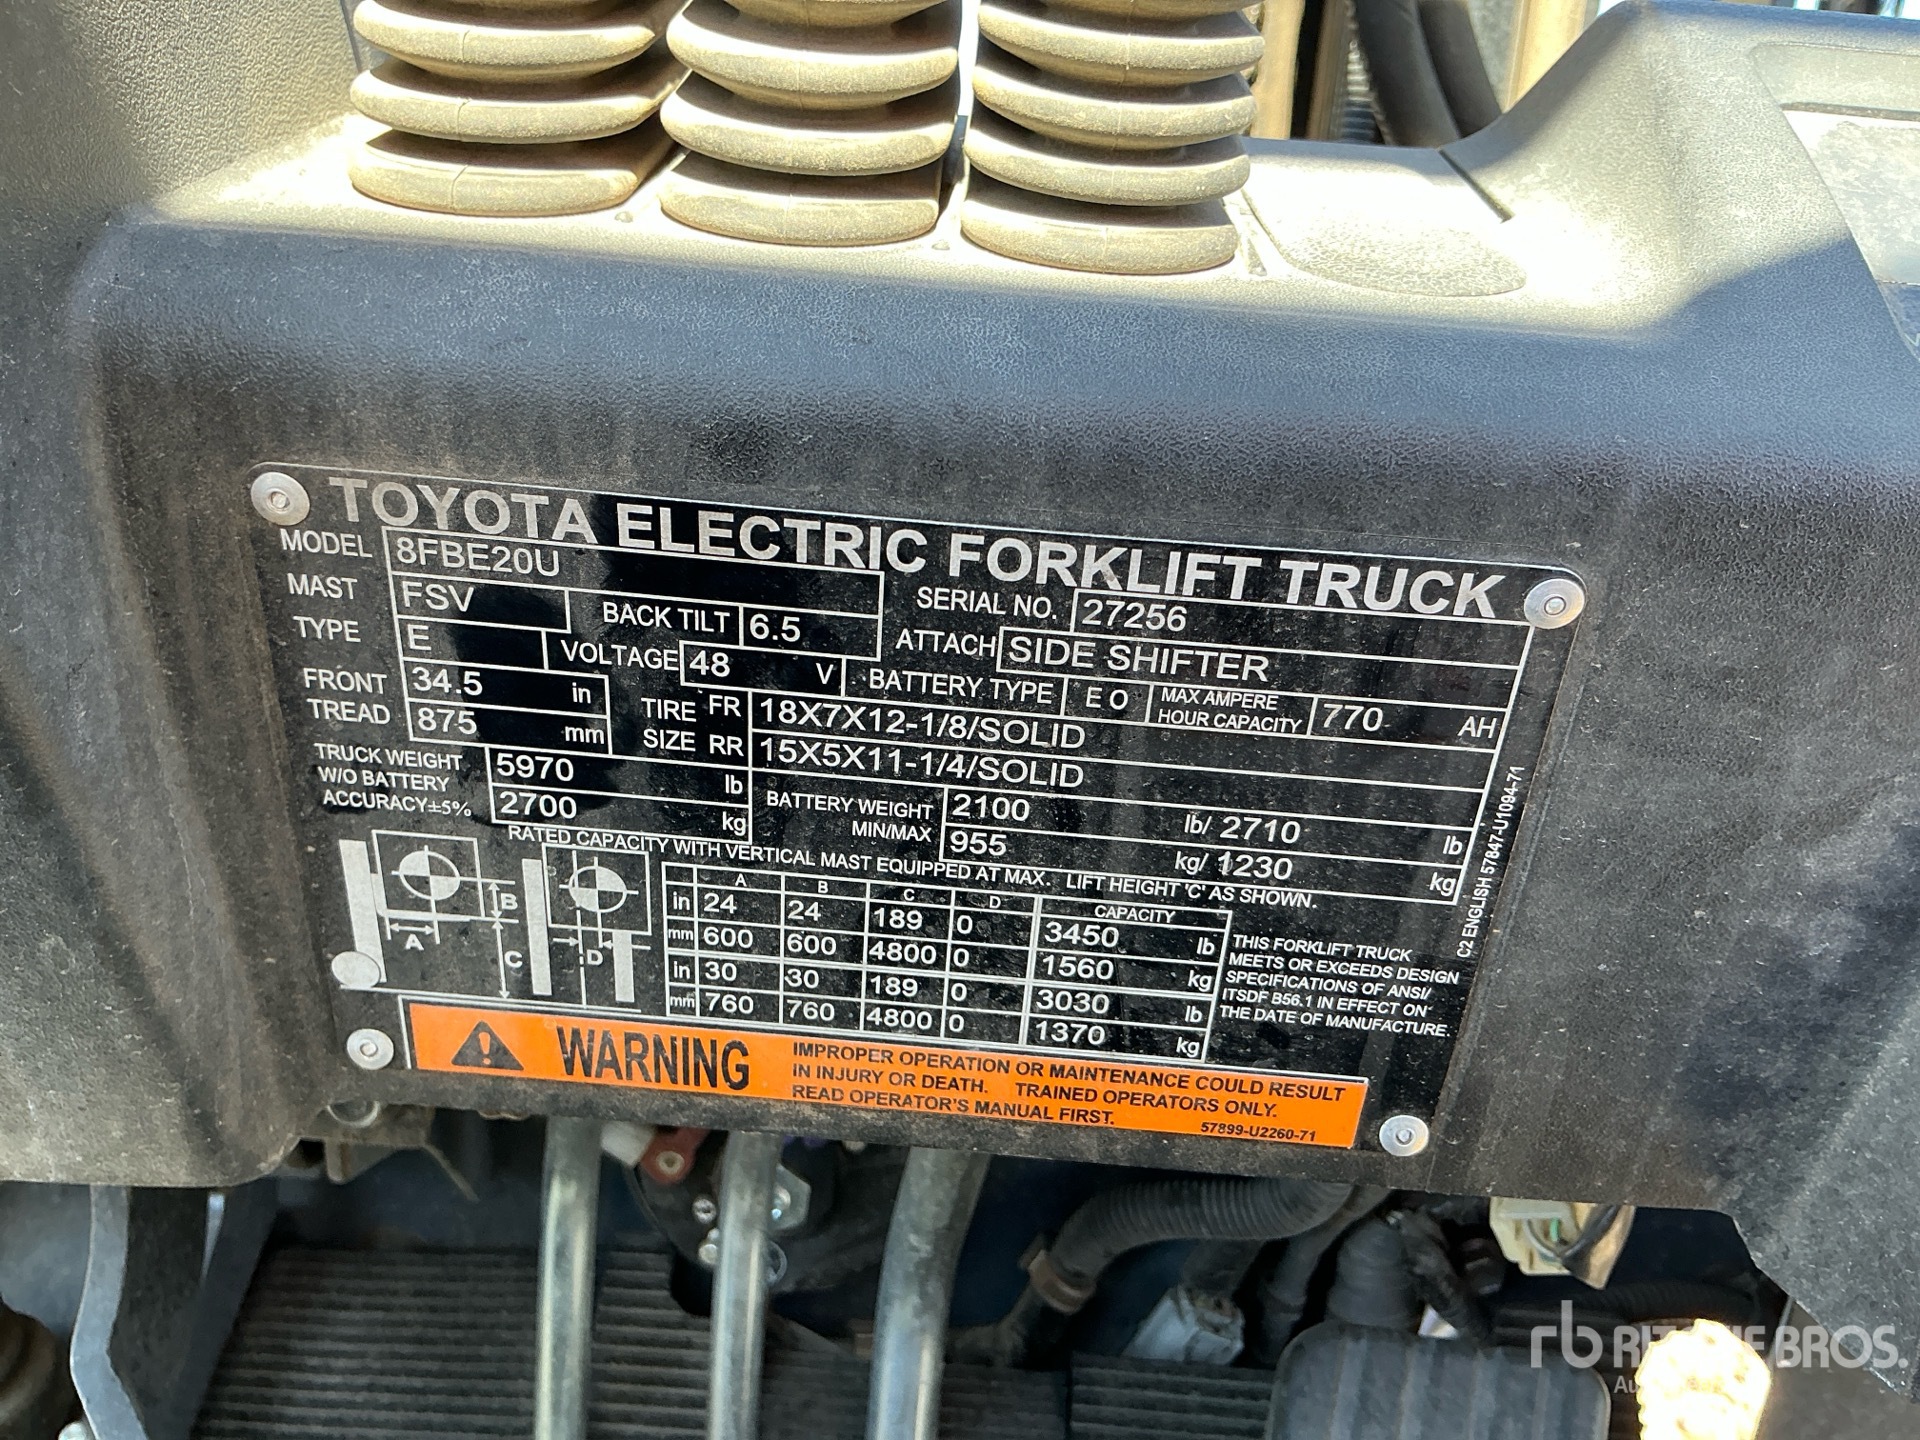 TOYOTA ELECTRIC FORKLIFT TRUCK
MODEL 8FBE20U SERIAL NO. 27256
MAST FSV BACK TILT 6.5 ATTACH SIDE SHIFTER
TYPE E VOLTAGE 48 V BATTERY TYPE E O MAX AMPERE HOUR CAPACITY 770 AH
FRONT TREAD 34.5 in TIRE SIZE FR 18X7X12-1/8/SOLID
875 mm RR 15X5X11-1/4/SOLID
TRUCK WEIGHT W/O BATTERY ACCURACY±5% 5970 lb BATTERY WEIGHT MIN/MAX 2100 lb/ 2710 lb
2700 kg 955 kg/ 1230 kg
RATED CAPACITY WITH VERTICAL MAST EQUIPPED AT MAX. LIFT HEIGHT 'C' AS SHOWN.
A B C D
A B C D CAPACITY
in 24 24 189 0 3450 lb
mm 600 600 4800 0 1560 kg
in 30 30 189 0 3030 lb
mm 760 760 4800 0 1370 kg
THIS FORKLIFT TRUCK
MEETS OR EXCEEDS DESIGN
SPECIFICATIONS OF ANSI/
ITSDF B56.1 IN EFFECT ON
THE DATE OF MANUFACTURE.
C2 ENGLISH 57847-U1094-71
WARNING
IMPROPER OPERATION OR MAINTENANCE COULD RESULT
IN INJURY OR DEATH. TRAINED OPERATORS ONLY.
READ OPERATOR'S MANUAL FIRST.
57899-U2260-71
rb RITCHIE BROS.